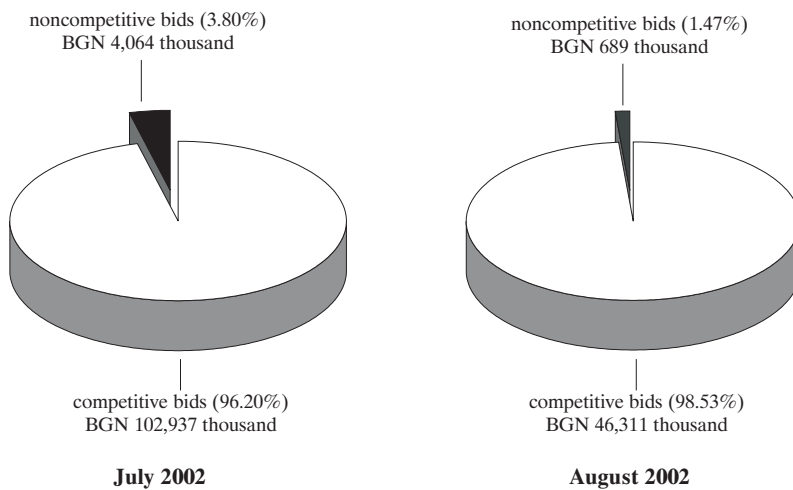 noncompetitive bids (3.80%)
BGN 4,064 thousand
competitive bids (96.20%)
BGN 102,937 thousand
July 2002
noncompetitive bids (1.47%)
BGN 689 thousand
competitive bids (98.53%)
BGN 46,311 thousand
August 2002